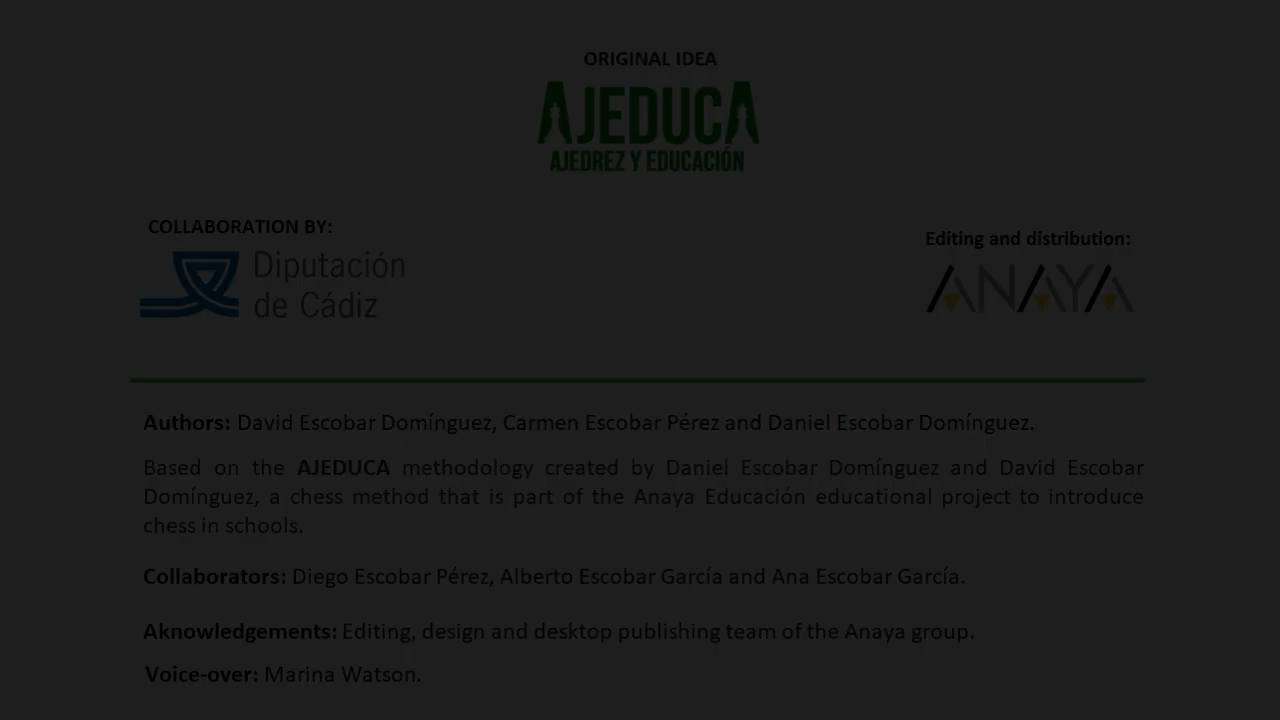 ORIGINAL IDEA
AJEDUCA
AJEDREZ Y EDUCACIÓN
COLLABORATION BY:
Diputación
de Cádiz
Editing and distribution:
ANAYA
Authors: David Escobar Domínguez, Carmen Escobar Pérez and Daniel Escobar Domínguez.
Based on the AJEDUCA methodology created by Daniel Escobar Domínguez and David Escobar
Domínguez, a chess method that is part of the Anaya Educación educational project to introduce
chess in schools.
Collaborators: Diego Escobar Pérez, Alberto Escobar García and Ana Escobar García.
Aknowledgements: Editing, design and desktop publishing team of the Anaya group.
Voice-over: Marina Watson.